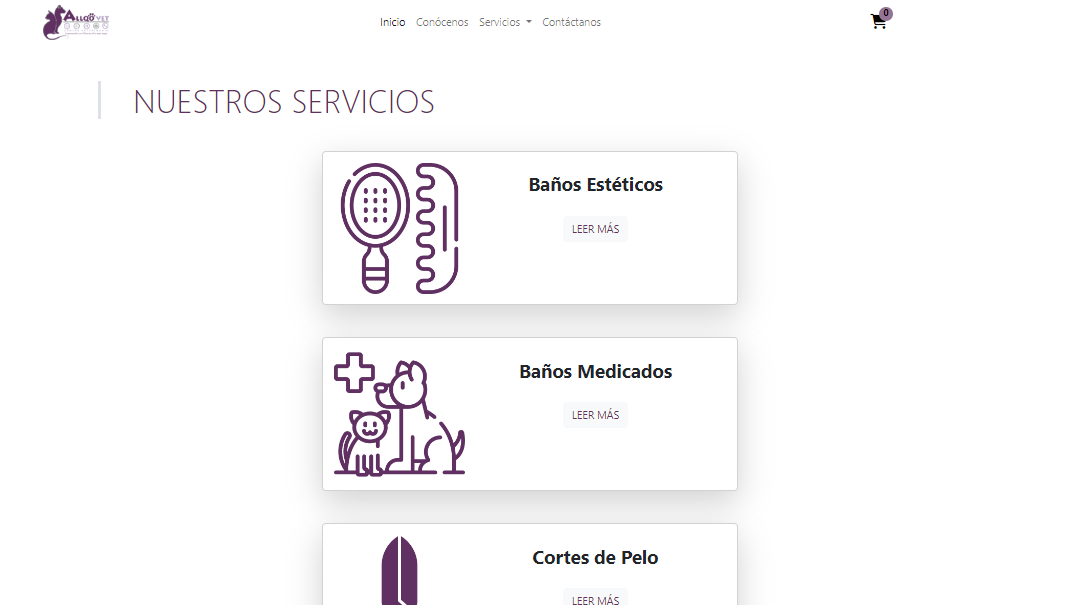 ALLQOVET
0
Inicio Conócenos Servicios Contáctanos
NUESTROS SERVICIOS
Baños Estéticos
LEER MÁS
Baños Medicados
LEER MÁS
Cortes de Pelo
LEER MÁS